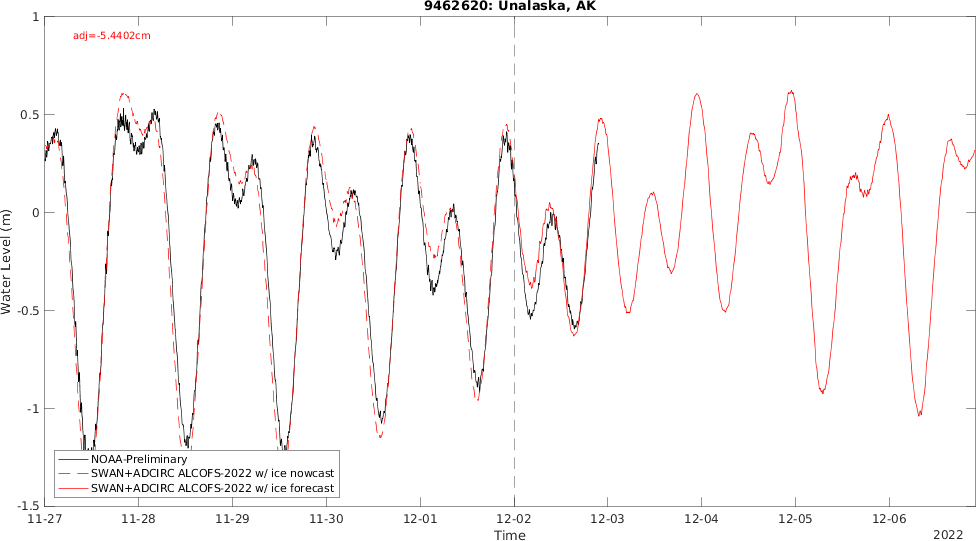 9462620: Unalaska, AK
adj=-5.4402cm
1
0.5
0
-0.5
-1
-1.5
Water Level (m)
NOAA-Preliminary
SWAN+ADCIRC ALCOFS-2022 w/ ice nowcast
SWAN+ADCIRC ALCOFS-2022 w/ ice forecast
11-27 11-28 11-29 11-30 12-01 12-02 12-03 12-04 12-05 12-06
Time
2022